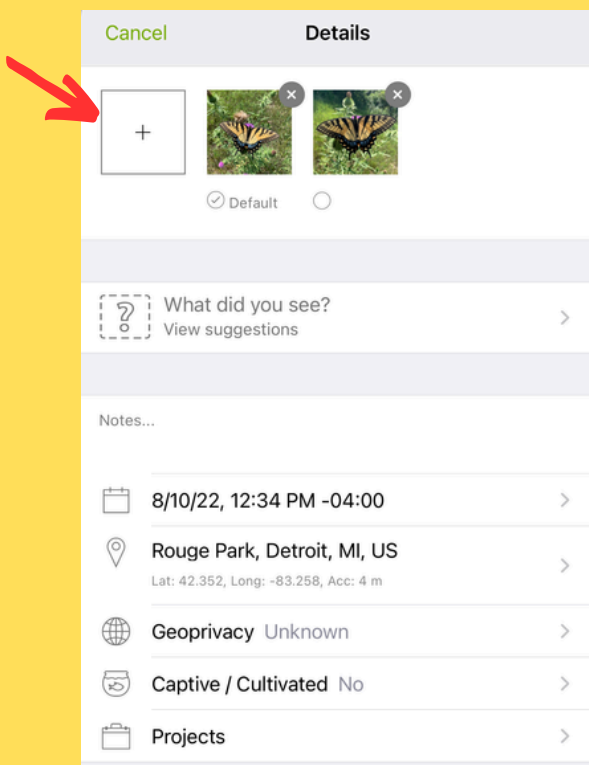 Cancel
Details
+
Default
What did you see?
View suggestions
Notes...
8/10/22, 12:34 PM -04:00
Rouge Park, Detroit, MI, US
Lat: 42.352, Long: -83.258, Acc: 4 m
Geoprivacy Unknown
Captive / Cultivated No
Projects